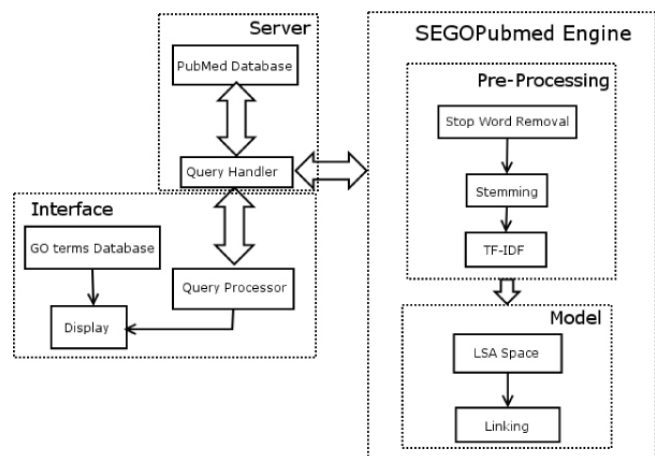 Server
PubMed Database
Query Handler
Interface
GO terms Database
Query Processor
Display
SEGOPubmed Engine
Pre-Processing
Stop Word Removal
Stemming
TF-IDF
Model
LSA Space
Linking